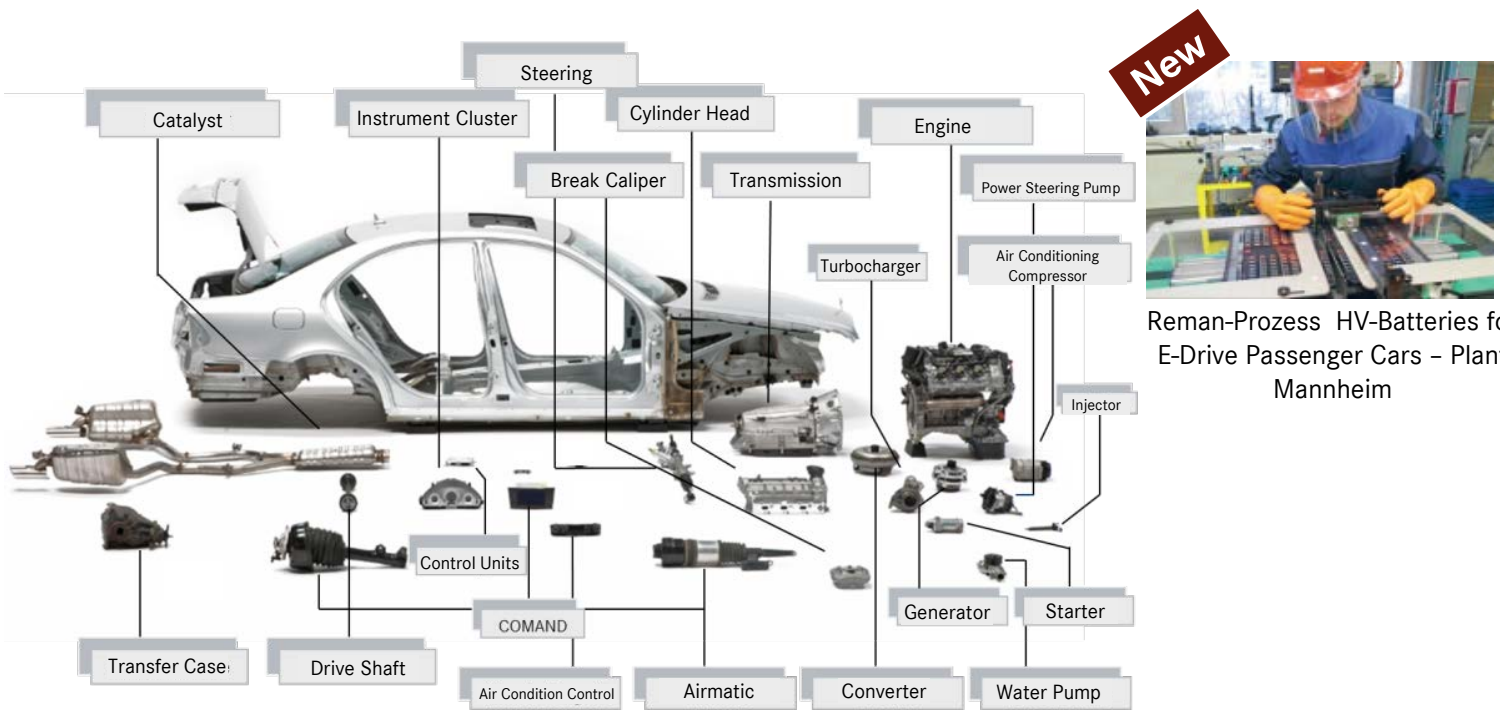 Steering
Catalyst
Instrument Cluster
Cylinder Head
Engine
New
Break Caliper
Transmission
Power Steering Pump
Turbocharger
Air Conditioning
Compressor
Reman-Prozess HV-Batteries fo
E-Drive Passenger Cars – Plant
Mannheim
Injector
Control Units
COMAND
Generator
Starter
Transfer Case
Drive Shaft
Air Condition Control
Airmatic
Converter
Water Pump